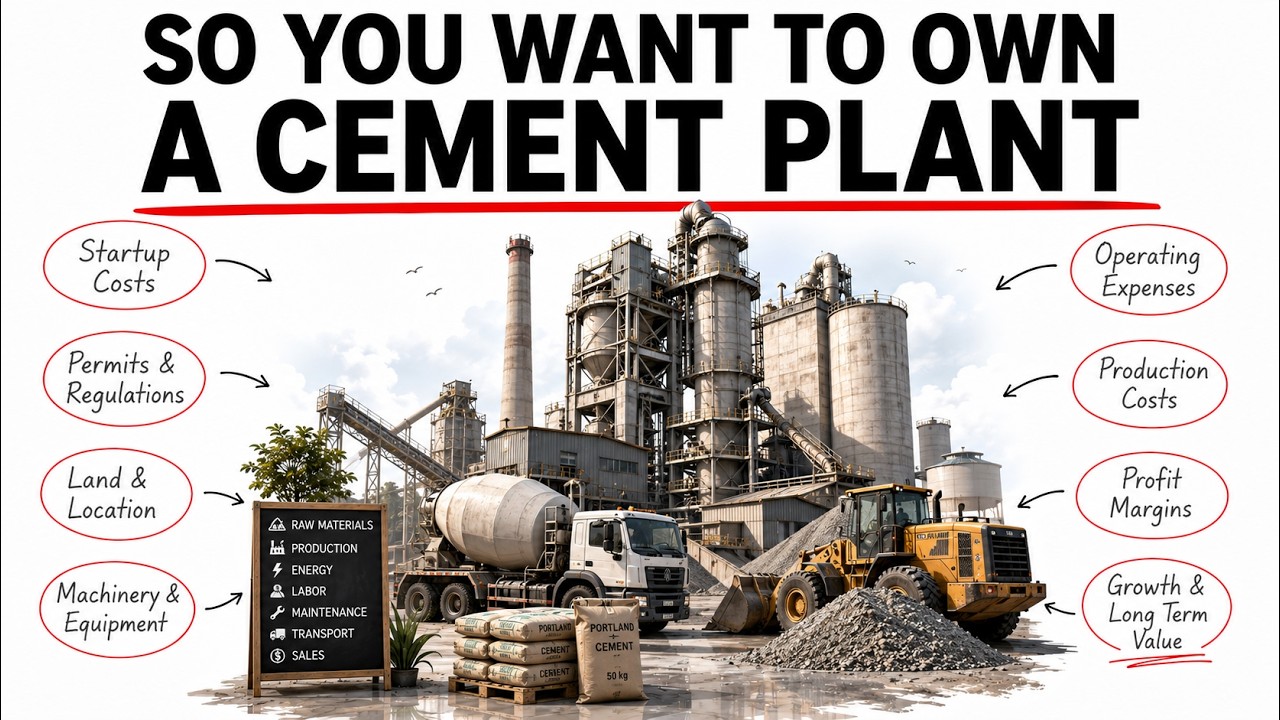 SO YOU WANT TO OWN
A CEMENT PLANT
Startup
Costs
Permits &
Regulations
Land &
Location
Machinery &
Equipment
Operating
Expenses
Production
Costs
Profit
Margins
Growth &
Long Term
Value
RAW MATERIALS
PRODUCTION
ENERGY
LABOR
MAINTENANCE
TRANSPORT
SALES
PORTLAND
CEMENT
PORTLAND
CEMENT
50 kg